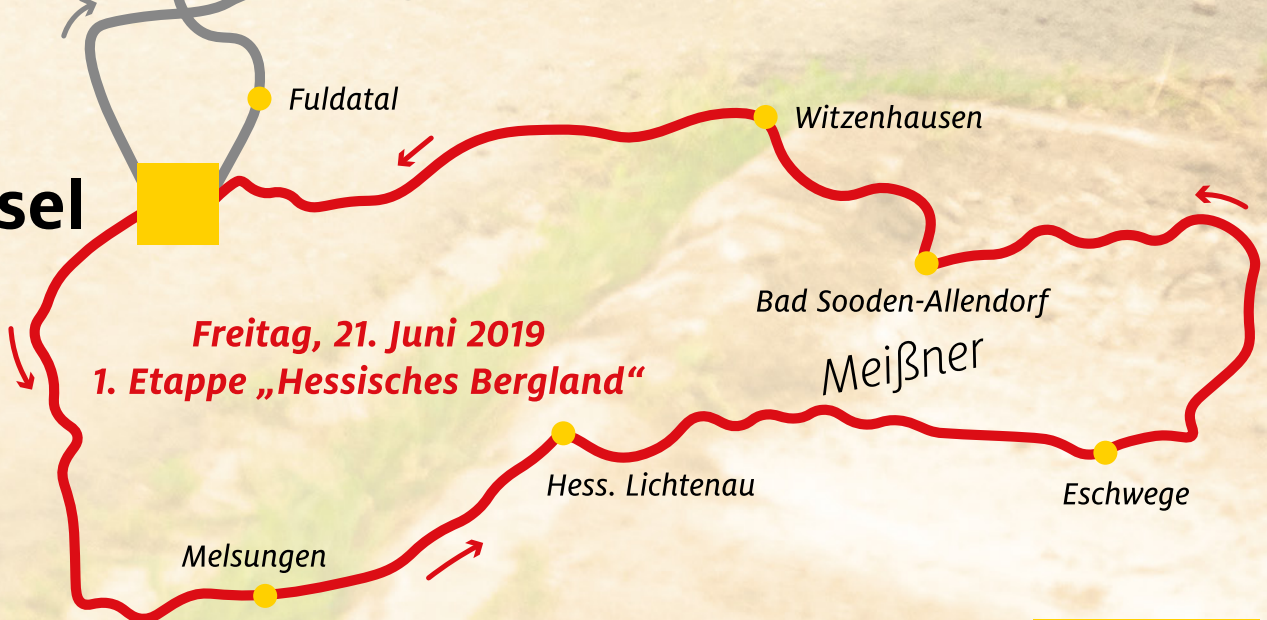 Fuldatal
Witzenhausen
sel
Bad Sooden-Allendorf
Freitag, 21. Juni 2019
1. Etappe „Hessisches Bergland“
Meißner
Hess. Lichtenau
Eschwege
Melsungen